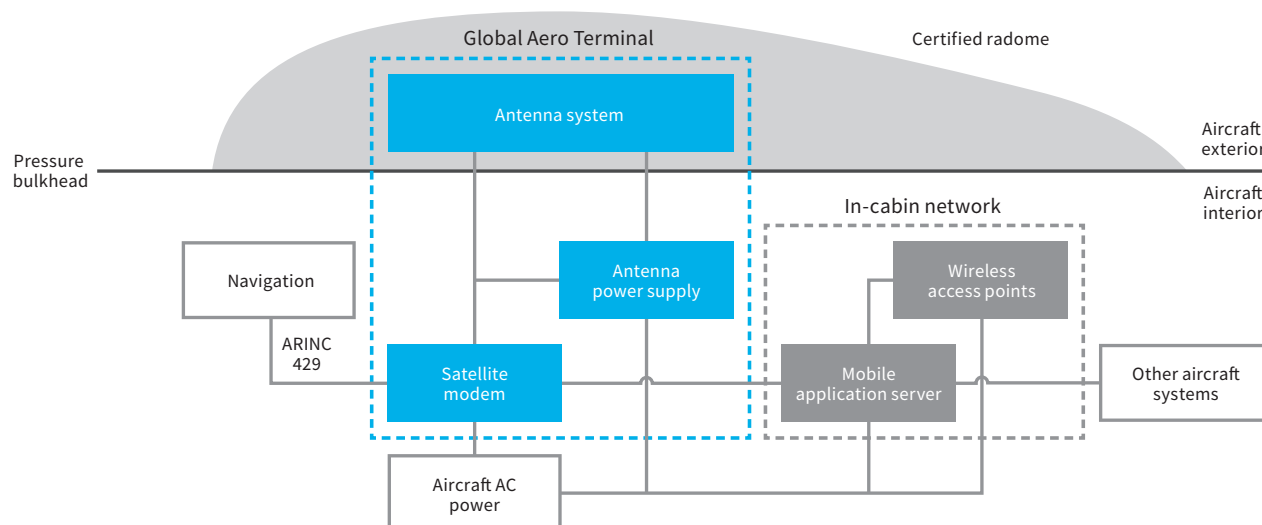 Global Aero Terminal
Certified radome
Antenna system
Aircraft
exterior
Pressure
bulkhead
Aircraft
interior
In-cabin network
Navigation
Antenna
power supply
Wireless
access points
ARINC
429
Satellite
modem
Mobile
application server
Other aircraft
systems
Aircraft AC
power